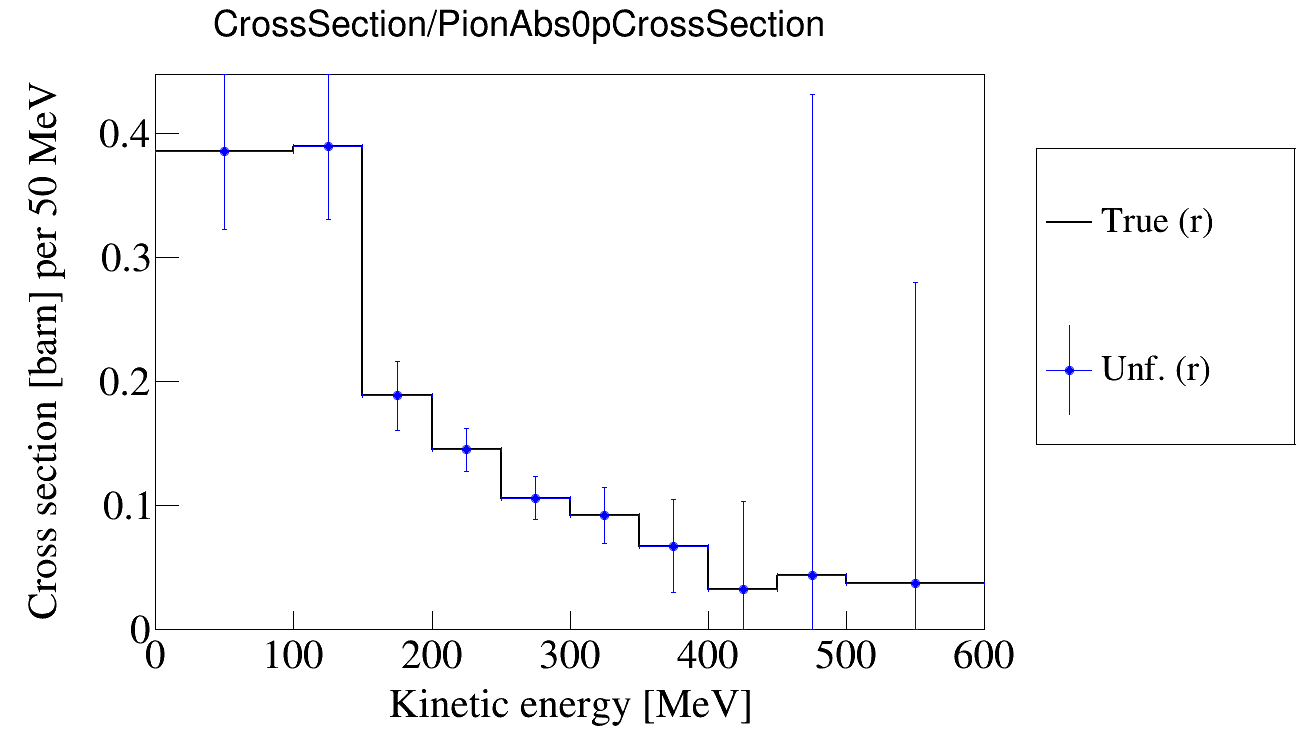 CrossSection/PionAbs0pCrossSection
Cross section [barn] per 50 MeV
0.4
0.3
0.2
0.1
0
0 100 200 300 400 500 600
Kinetic energy [MeV]
True (r)
Unf. (r)